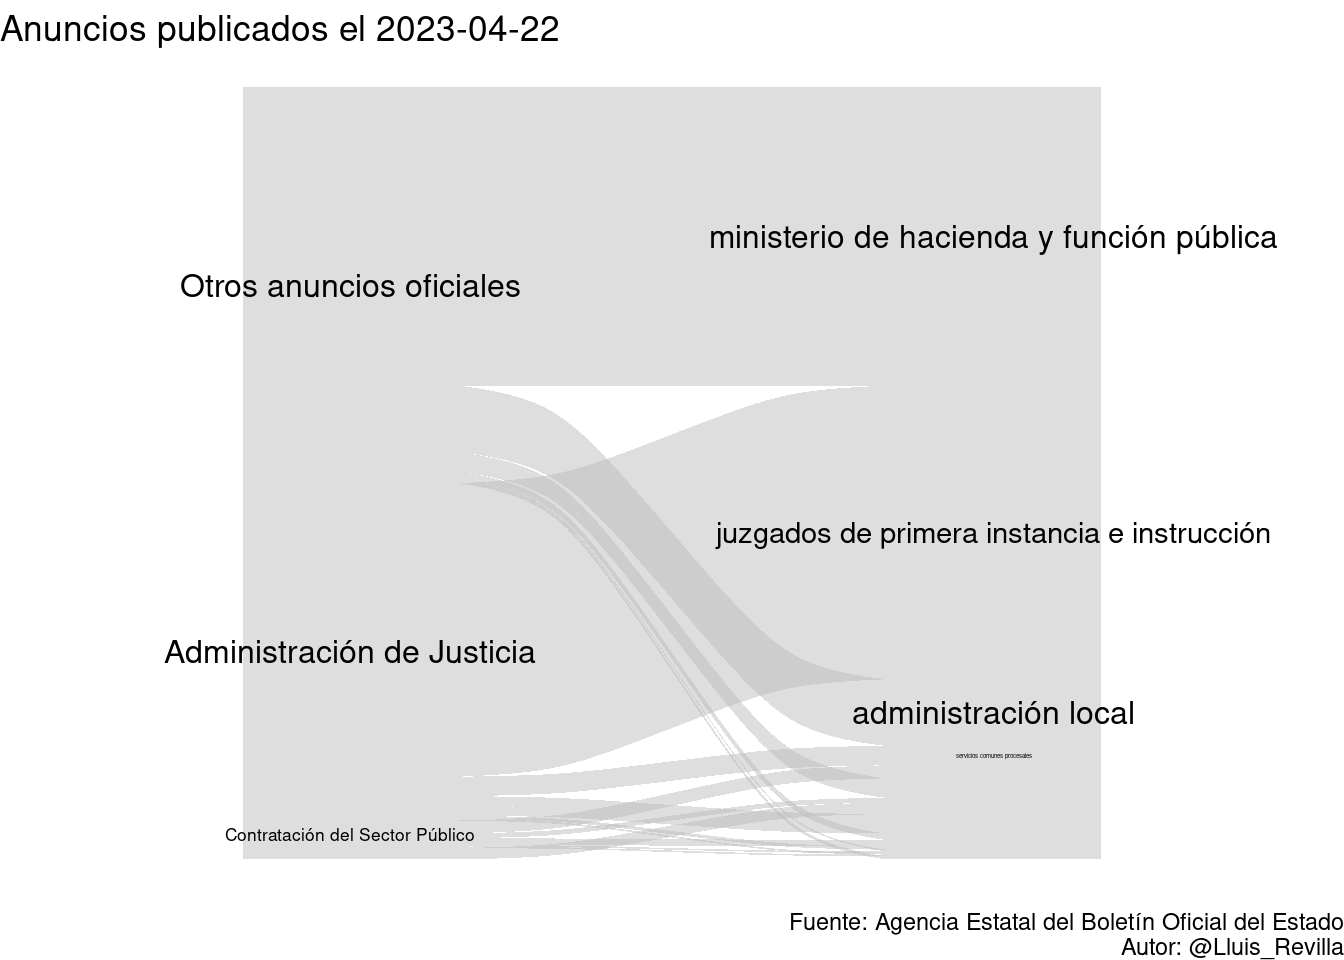 Anuncios publicados el 2023-04-22
ministerio de hacienda y función pública
Otros anuncios oficiales
juzgados de primera instancia e instrucción
Administración de Justicia
administración local
servicios comunes procesales
Contratación del Sector Público
Fuente: Agencia Estatal del Boletín Oficial del Estado
Autor: @Lluis_Revilla